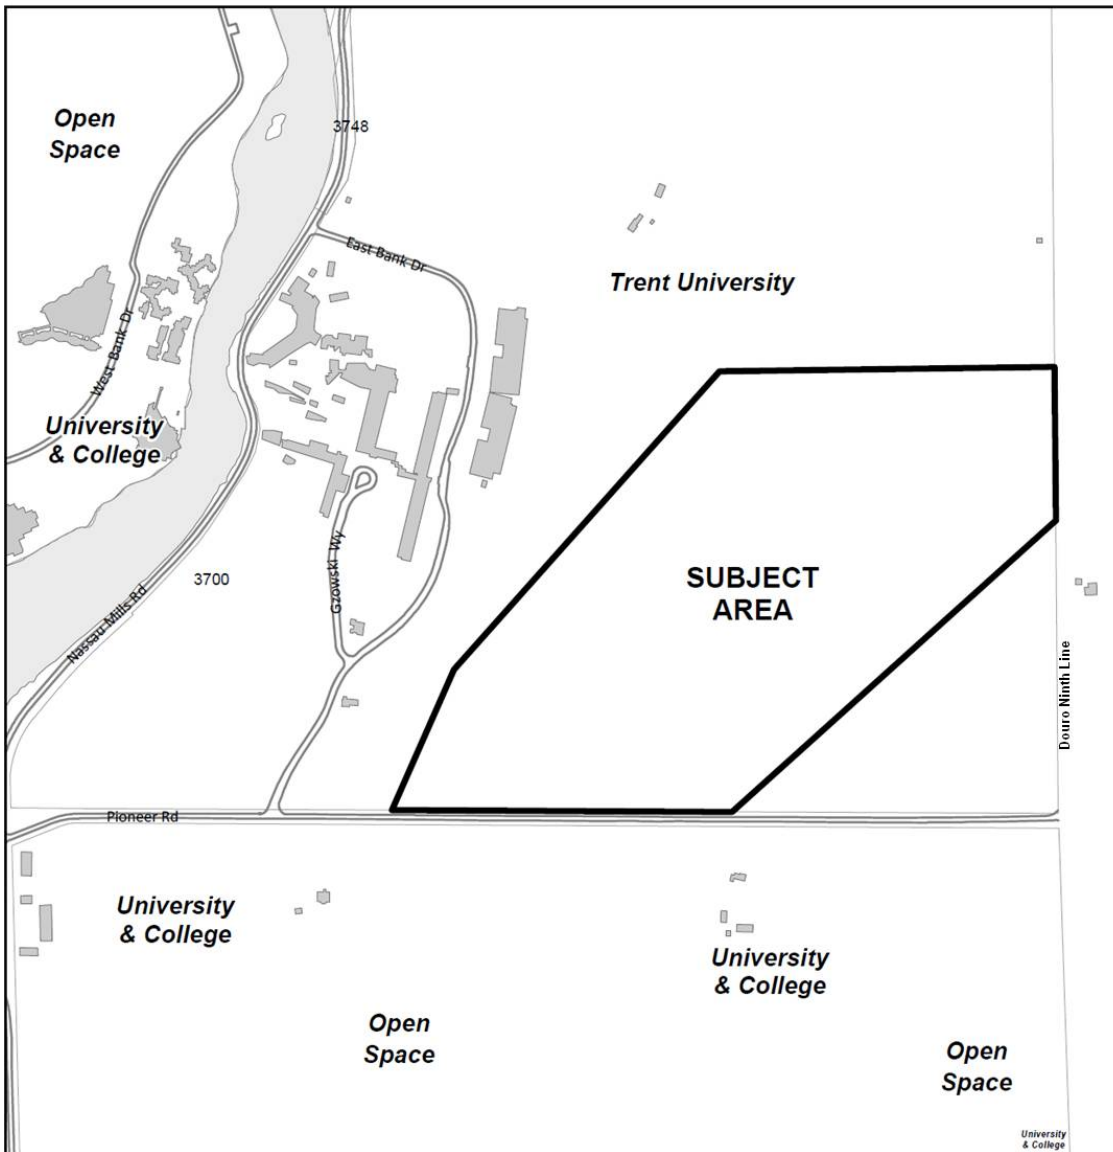 Open
Space
3748
East Bank Dr
Trent University
West Bank Dr
University
& College
3700
Gzowski Wy
SUBJECT
AREA
Nassau Mills Rd
Douro Ninth Line
Pioneer Rd
University
& College
University
& College
Open
Space
Open
Space
University
& College